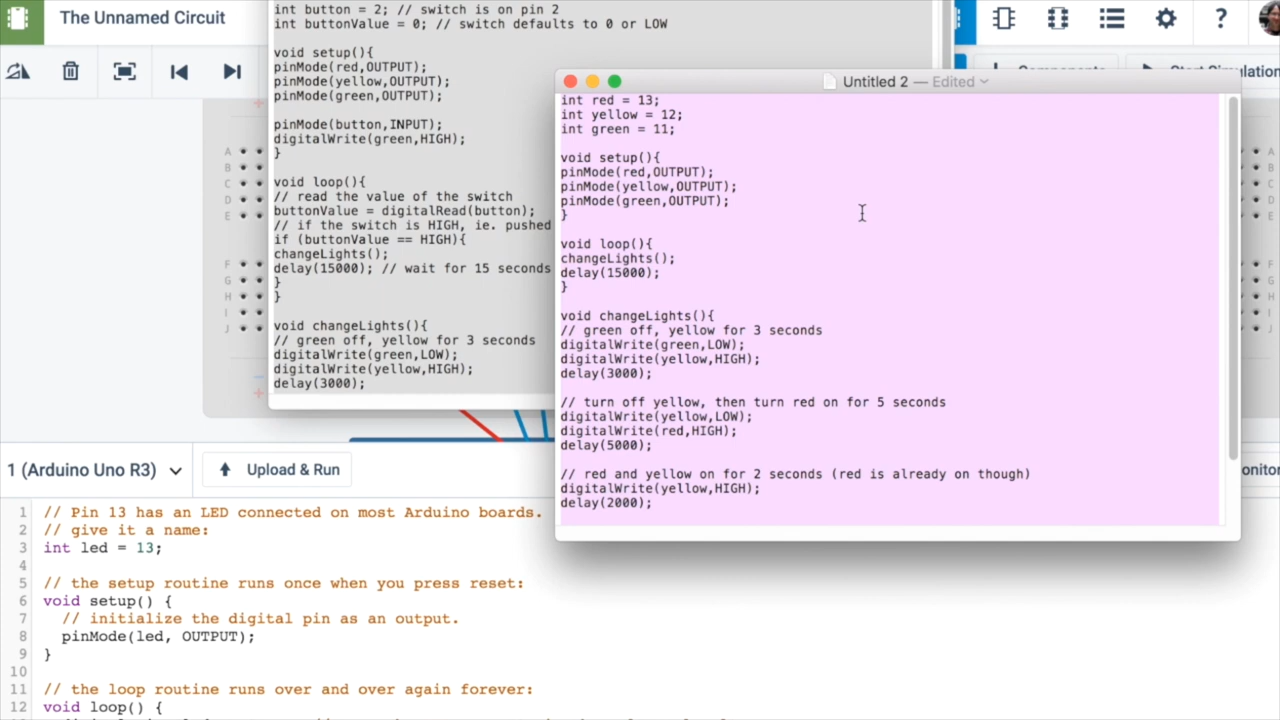 The Unnamed Circuit
?
Components
Start Simulation
int button = 2; // switch is on pin 2
int buttonValue = 0; // switch defaults to 0 or LOW
void setup(){
pinMode(red,OUTPUT);
pinMode(yellow,OUTPUT);
pinMode(green,OUTPUT);
pinMode(button,INPUT);
digitalWrite(green,HIGH);
}
void loop(){
// read the value of the switch
buttonValue = digitalRead(button);
// if the switch is HIGH, ie. pushed
if (buttonValue == HIGH){
changeLights();
delay(15000); // wait for 15 seconds
}
}
void changeLights(){
// green off, yellow for 3 seconds
digitalWrite(green,LOW);
digitalWrite(yellow,HIGH);
delay(3000);
Untitled 2 — Edited
int red = 13;
int yellow = 12;
int green = 11;
void setup(){
pinMode(red,OUTPUT);
pinMode(yellow,OUTPUT);
pinMode(green,OUTPUT);
}
void loop(){
changeLights();
delay(15000);
}
void changeLights(){
// green off, yellow for 3 seconds
digitalWrite(green,LOW);
digitalWrite(yellow,HIGH);
delay(3000);
// turn off yellow, then turn red on for 5 seconds
digitalWrite(yellow,LOW);
digitalWrite(red,HIGH);
delay(5000);
// red and yellow on for 2 seconds (red is already on though)
digitalWrite(yellow,HIGH);
delay(2000);
A
B
C
D
E
F
G
H
I
J
A
B
C
D
E
F
G
H
I
J
1 (Arduino Uno R3)
Upload & Run
1 // Pin 13 has an LED connected on most Arduino boards.
2 // give it a name:
3 int led = 13;
4
5 // the setup routine runs once when you press reset:
6 void setup() {
7 // initialize the digital pin as an output.
8 pinMode(led, OUTPUT);
9 }
10
11 // the loop routine runs over and over again forever:
12 void loop() {